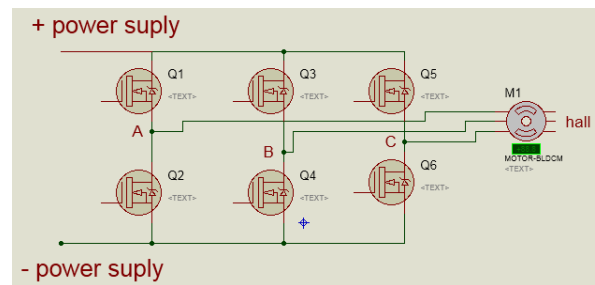 + power suply
Q1
<TEXT>
Q3
<TEXT>
Q5
<TEXT>
M1
hall
A
B
C
MOTOR-BLDCM
<TEXT>
Q2
<TEXT>
Q4
<TEXT>
Q6
<TEXT>
- power suply